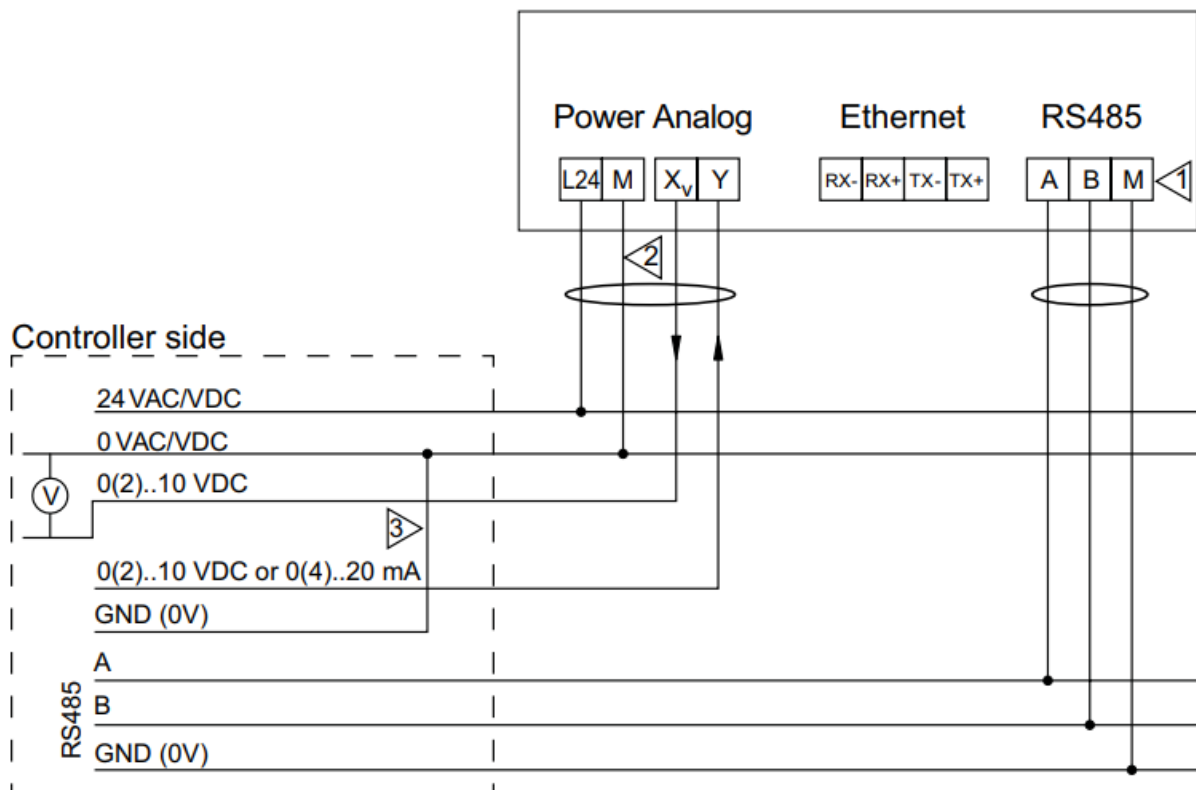 Power Analog Ethernet RS485
L24 M Xv Y RX- RX+ TX- TX+ A B M 1
2
Controller side
24 VAC/VDC
0 VAC/VDC
V
0(2)..10 VDC
3
0(2)..10 VDC or 0(4)..20 mA
GND (0V)
RS485
A
B
GND (0V)